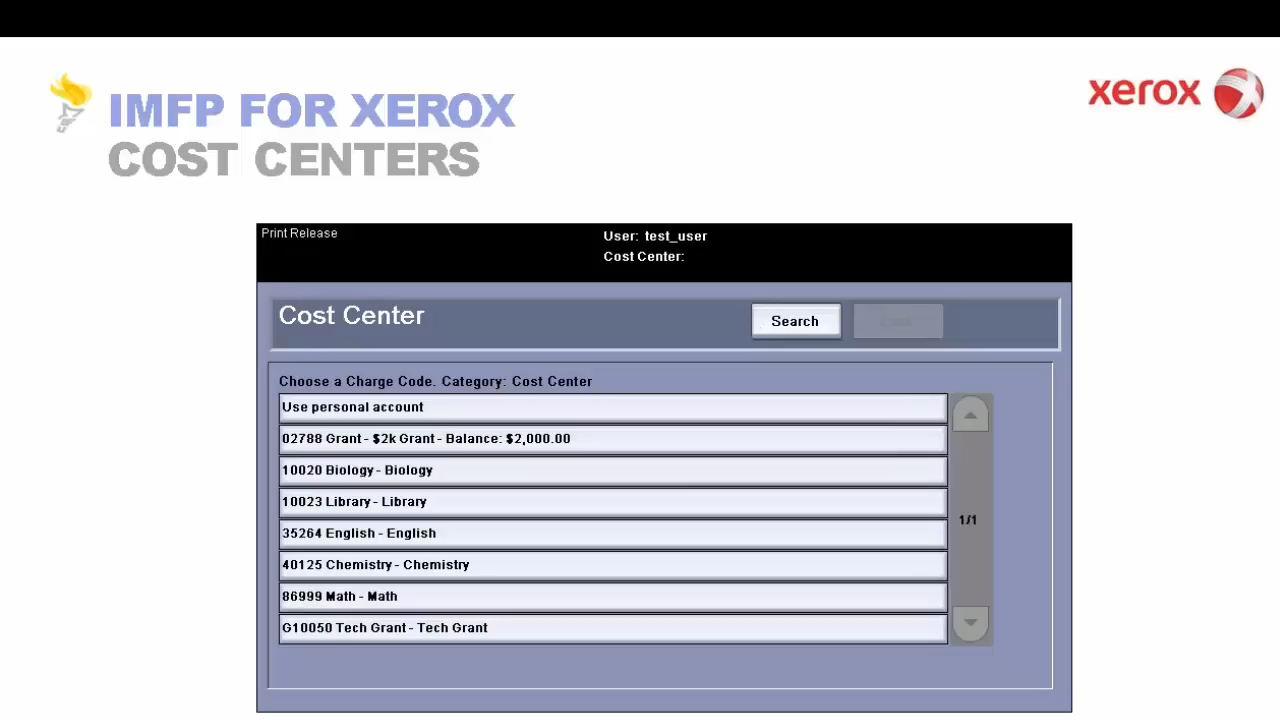 IMFP FOR XEROX
COST CENTERS
xerox
Print Release
User: test_user
Cost Center:
Cost Center
Search
Choose a Charge Code. Category: Cost Center
Use personal account
02788 Grant - $2k Grant - Balance: $2,000.00
10020 Biology - Biology
10023 Library - Library
35264 English - English
40125 Chemistry - Chemistry
86999 Math - Math
G10050 Tech Grant - Tech Grant
1/1